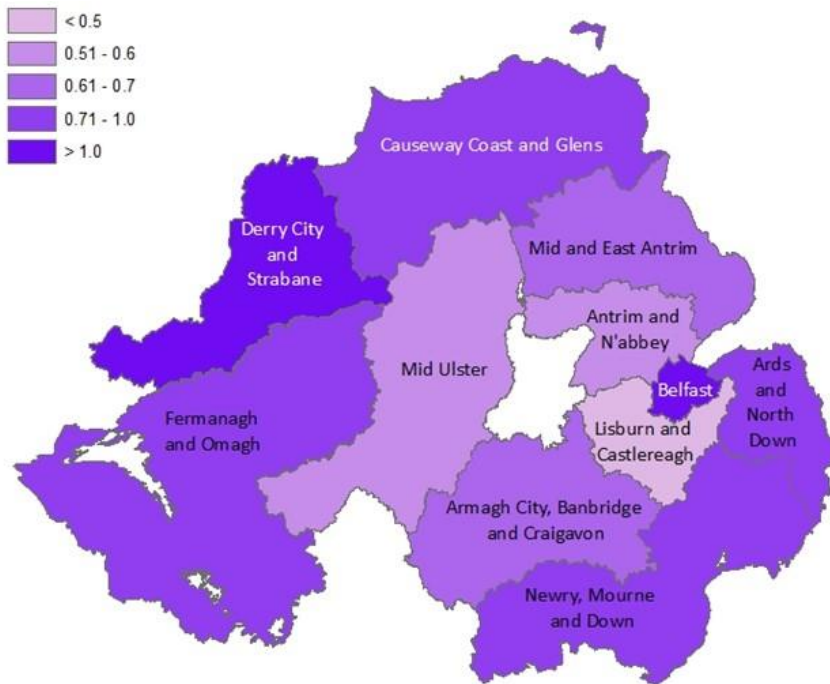 < 0.5
0.51 - 0.6
0.61 - 0.7
0.71 - 1.0
> 1.0
Causeway Coast and Glens
Derry City
and
Strabane
Mid and East Antrim
Antrim and
N'abbey
Mid Ulster
Belfast
Ards
and
North
Down
Fermanagh
and Omagh
Lisburn and
Castlereagh
Armagh City, Banbridge
and Craigavon
Newry, Mourne
and Down